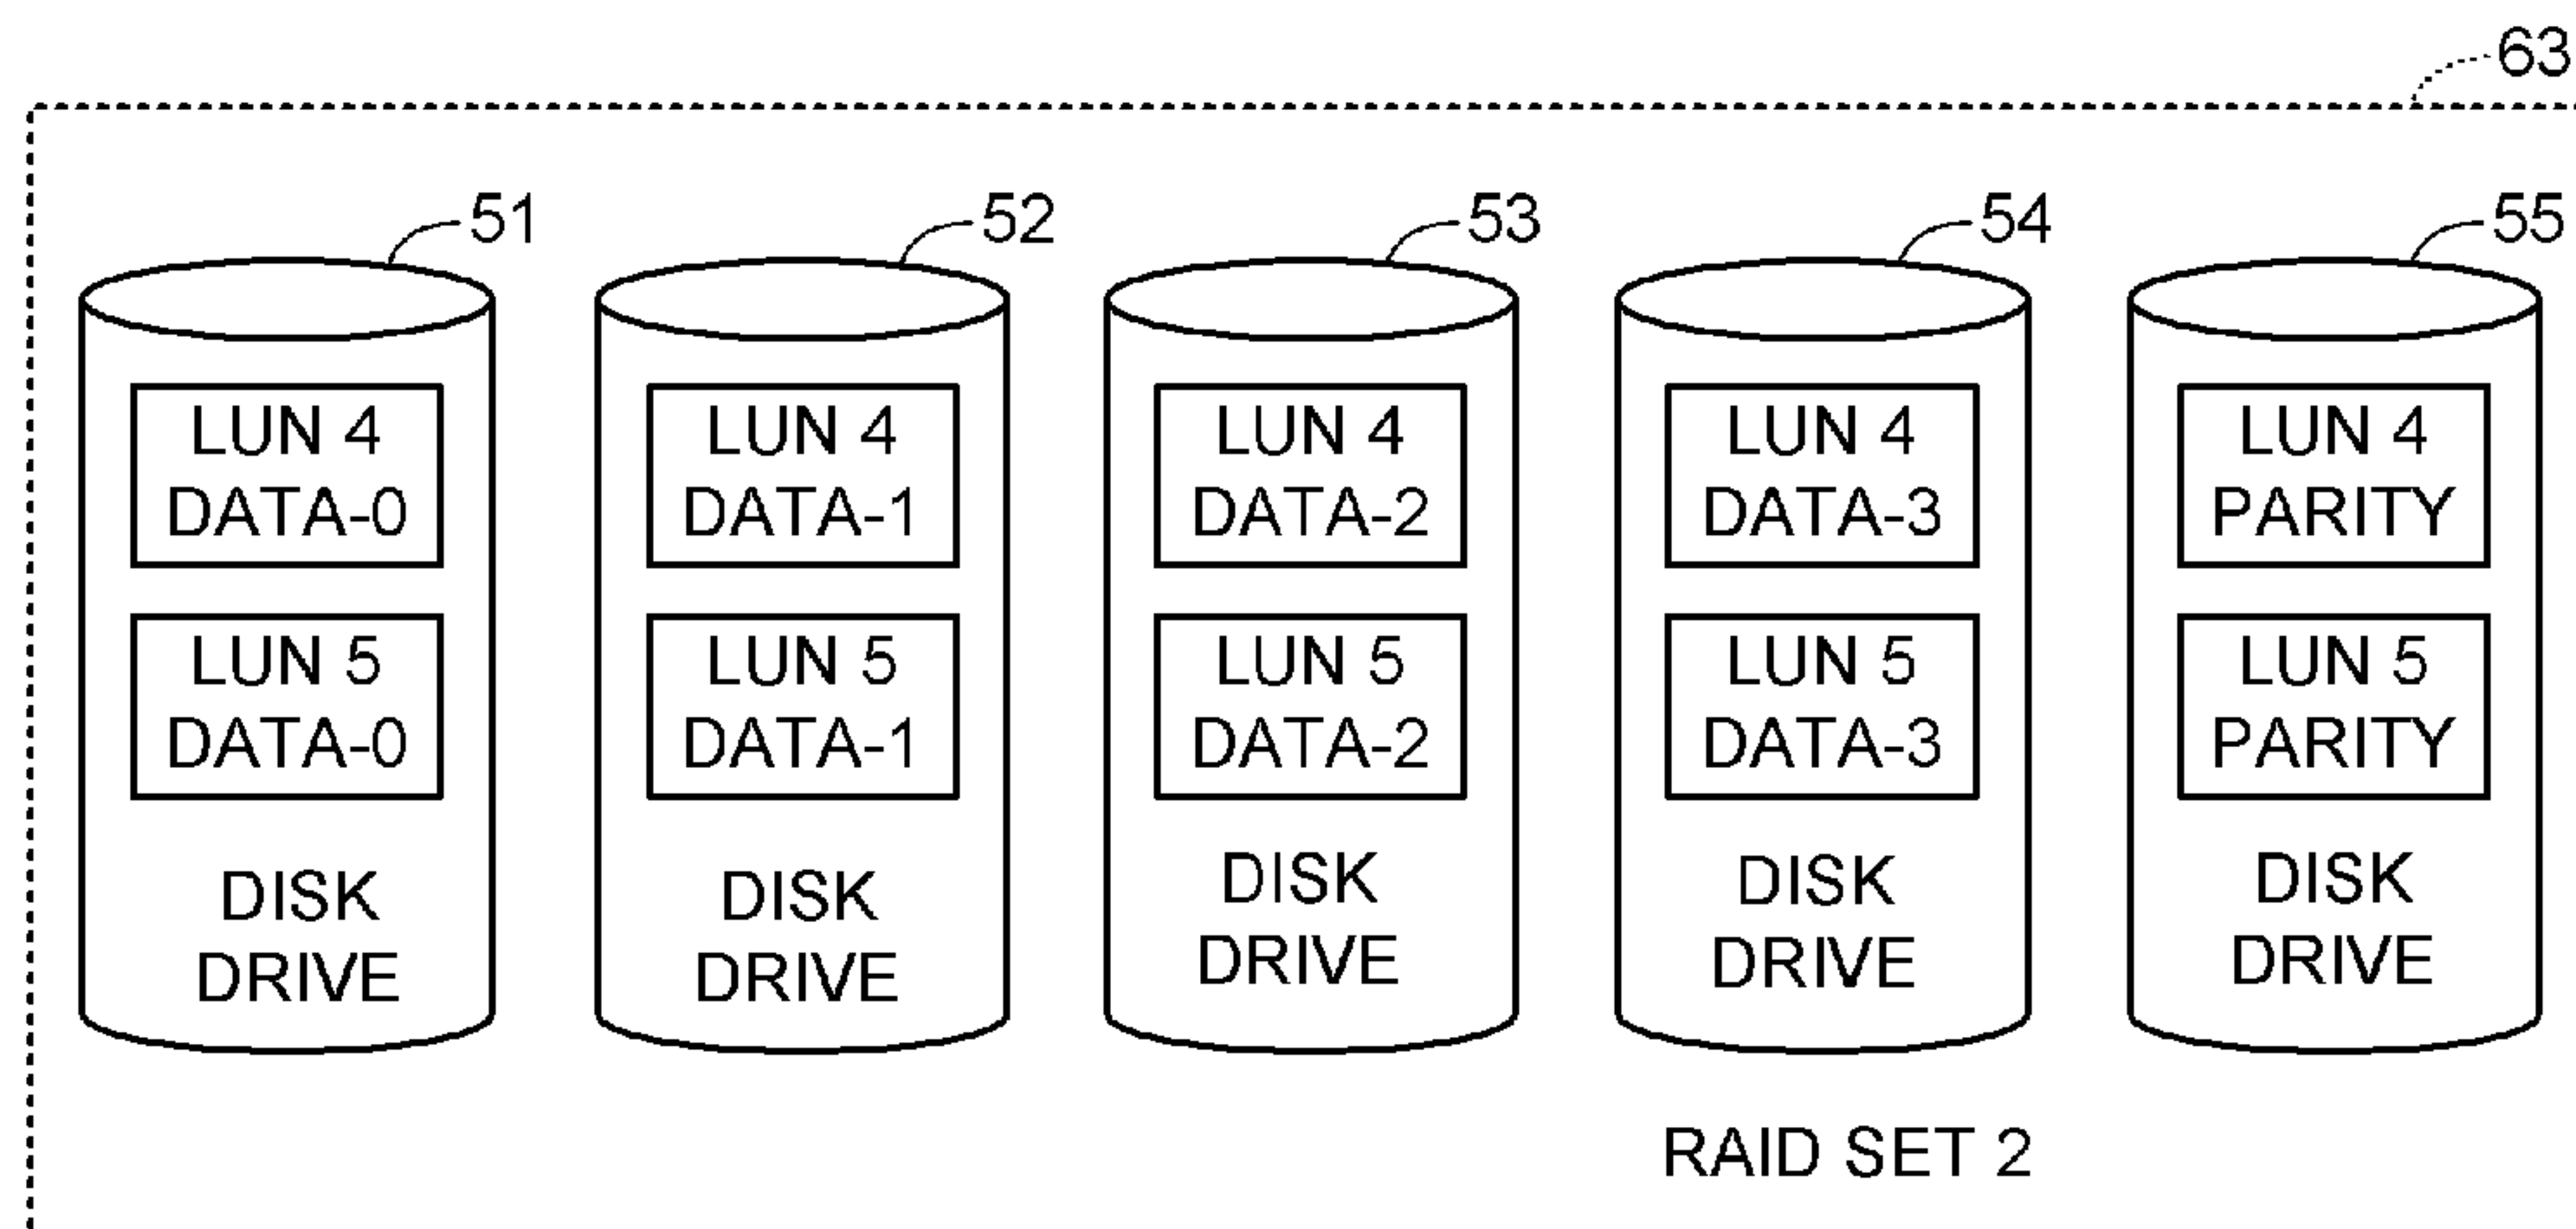 63
51 52 53 54 55
LUN 4 LUN 4 LUN 4 LUN 4 LUN 4
DATA-0 DATA-1 DATA-2 DATA-3 PARITY
LUN 5 LUN 5 LUN 5 LUN 5 LUN 5
DATA-0 DATA-1 DATA-2 DATA-3 PARITY
DISK DISK DISK DISK DISK
DRIVE DRIVE DRIVE DRIVE DRIVE
RAID SET 2